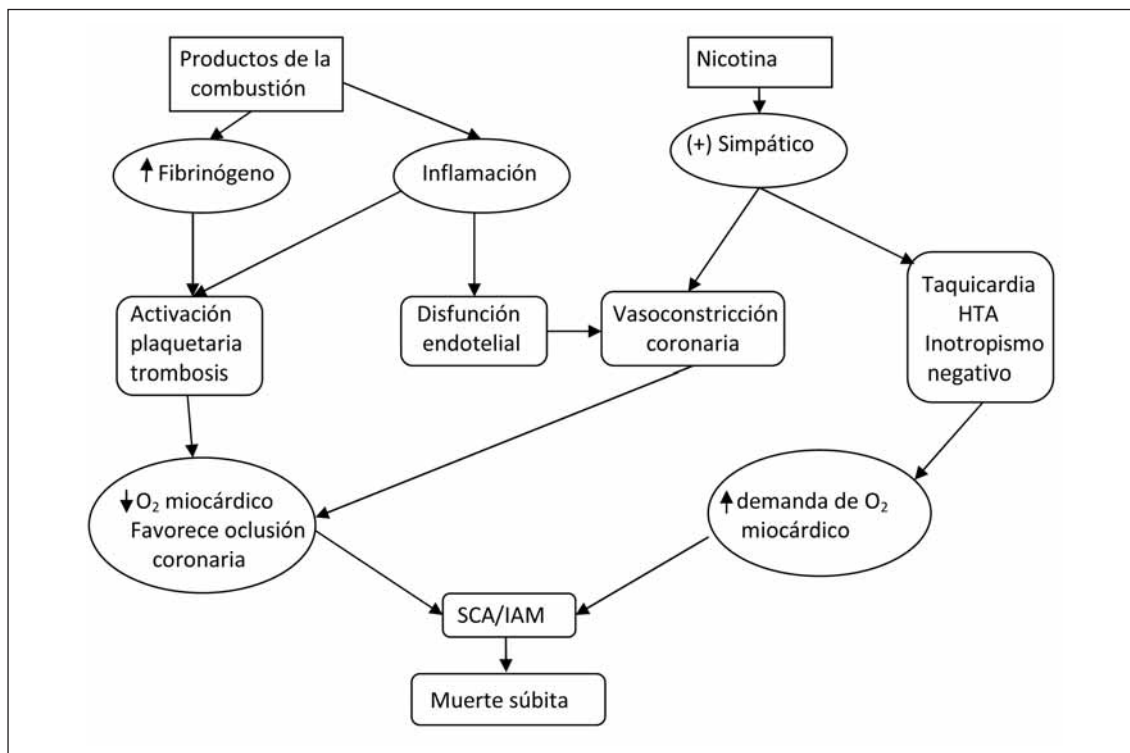 Productos de la
combustión
Nicotina
↑ Fibrinógeno
Inflamación
(+) Simpático
Activación
plaquetaria
trombosis
Disfunción
endotelial
Vasoconstricción
coronaria
Taquicardia
HTA
Inotropismo
negativo
↓ O₂ miocárdico
Favorece oclusión
coronaria
↑ demanda de O₂
miocárdico
SCA/IAM
Muerte súbita